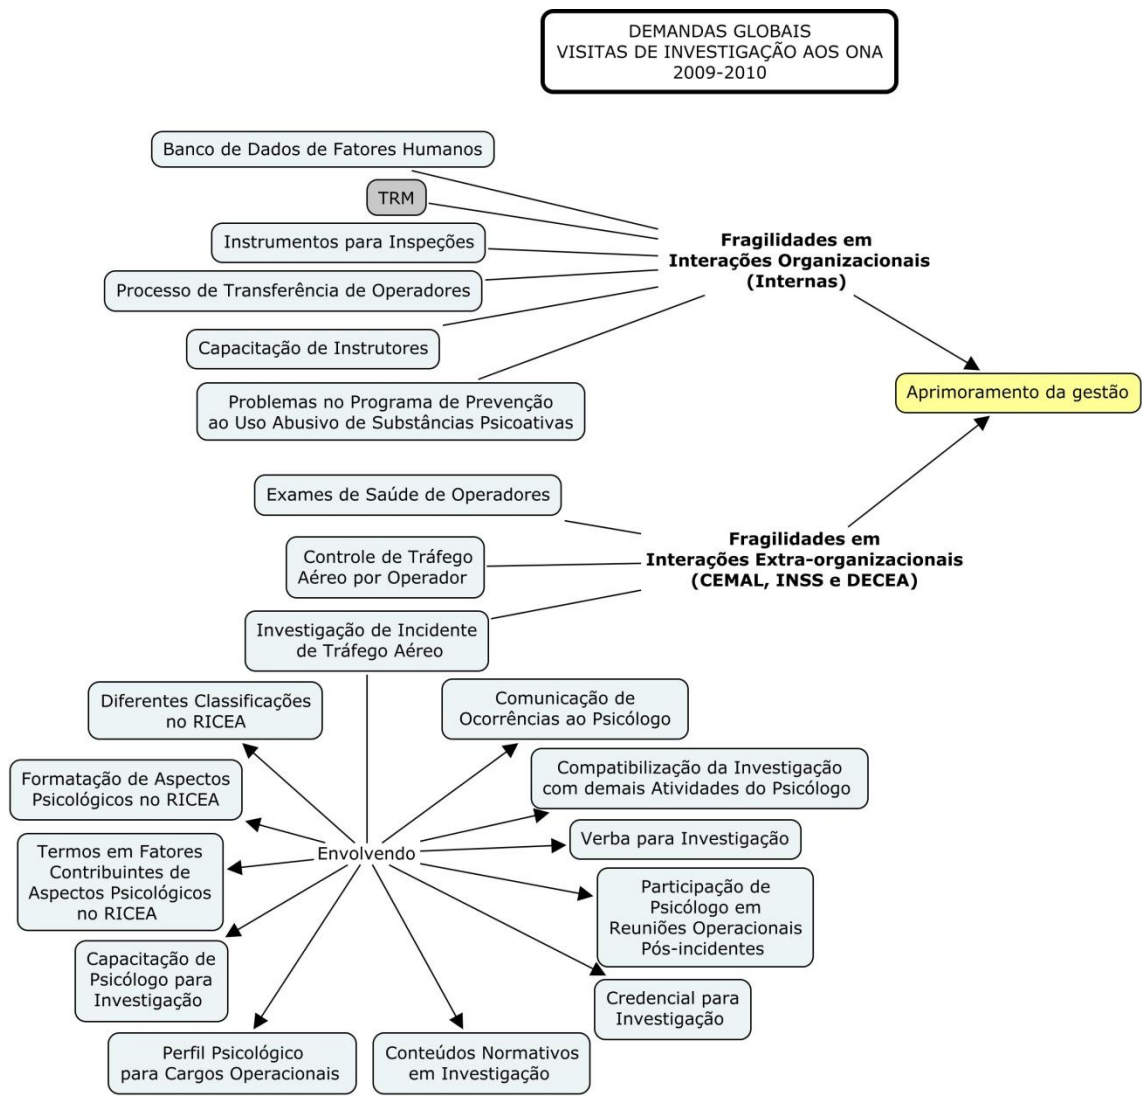 DEMANDAS GLOBAIS
VISITAS DE INVESTIGAÇÃO AOS ONA
2009-2010
Banco de Dados de Fatores Humanos
TRM
Instrumentos para Inspeções
Processo de Transferência de Operadores
Capacitação de Instrutores
Problemas no Programa de Prevenção
ao Uso Abusivo de Substâncias Psicoativas
Fragilidades em
Interações Organizacionais
(Internas)
Aprimoramento da gestão
Exames de Saúde de Operadores
Controle de Tráfego
Aéreo por Operador
Investigação de Incidente
de Tráfego Aéreo
Fragilidades em
Interações Extra-organizacionais
(CEMAL, INSS e DECEA)
Diferentes Classificações
no RICEA
Formatação de Aspectos
Psicológicos no RICEA
Termos em Fatores
Contribuintes de
Aspectos Psicológicos
no RICEA
Capacitação de
Psicólogo para
Investigação
Perfil Psicológico
para Cargos Operacionais
Envolvendo
Comunicação de
Ocorrências ao Psicólogo
Compatibilização da Investigação
com demais Atividades do Psicólogo
Verba para Investigação
Participação de
Psicólogo em
Reuniões Operacionais
Pós-incidentes
Credencial para
Investigação
Conteúdos Normativos
em Investigação